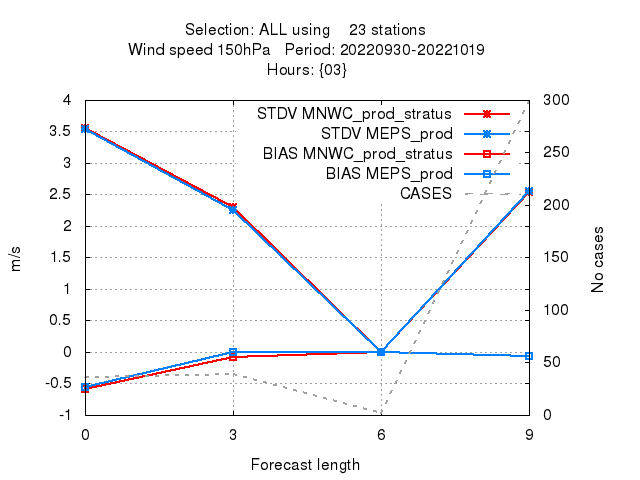 Selection: ALL using 23 stations
Wind speed 150hPa Period: 20220930-20221019
Hours: {03}
STDV MNWC_prod_stratus
STDV MEPS_prod
BIAS MNWC_prod_stratus
BIAS MEPS_prod
CASES
4
3.5
3
2.5
2
1.5
1
0.5
0
-0.5
-1
m/s
300
250
200
150
100
50
0
No cases
0 3 6 9
Forecast length